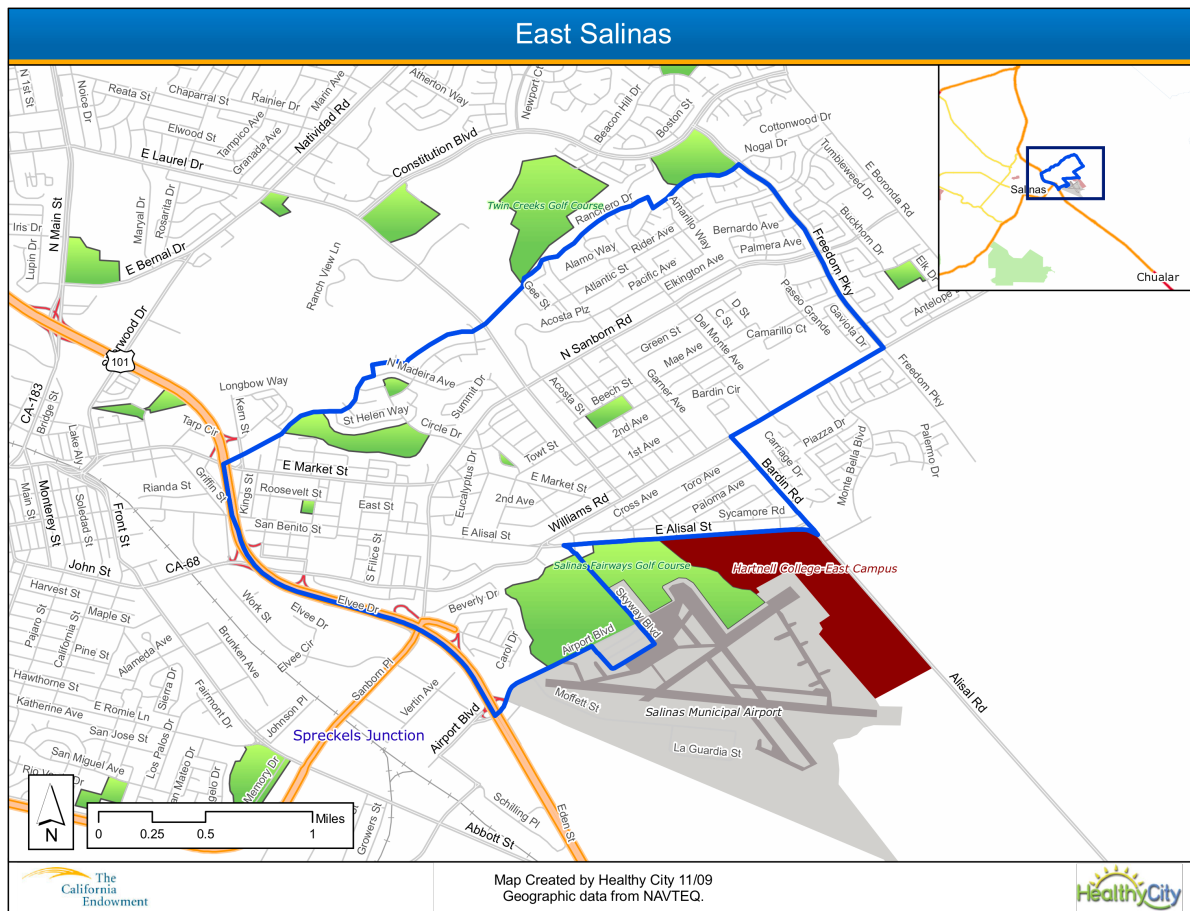 East Salinas
N 1st St
Noice Dr
Reata St
Chaparral St
Rainier Dr
Marin Ave
Atherton Way
Newport Ct
Beacon Hill Dr
Boston St
Cottonwood Dr
Nogal Dr
Tumbleweed Dr
E Boronda Rd
Elwood St
Tampico Ave
Granada Ave
Natividad Rd
Constitution Blvd
E Laurel Dr
N Main St
Iris Dr
Lupin Dr
Manyal Dr
Rosarita Dr
E Bernal Dr
Twin Creeks Golf Course
Ranchero Dr
Amarillo Way
Bernardo Ave
Palmera Ave
Freedom Pky
Buckhorn Dr
Elk Dr
Salinas
Chualar
Ranch View Ln
Alamo Way
Rider Ave
Atlantic St
Pacific Ave
Elkington Ave
Gee St
Acosta Plz
Paseo Grande
Gaviota Dr
D St
C St
Camarillo Ct
Del Monte Ave
N Sanborn Rd
Green St
Mae Ave
101
CA-183
Bridge St
Longbow Way
Kern St
N Madeira Ave
Summit Dr
St Helen Way
Circle Dr
Acosta St
Beech St
Garner Ave
Bardin Cir
2nd Ave
1st Ave
Freedom Pky
Tarp Cir
Lake Aly
Towt St
Piazza Dr
Carriage Dr
Monte Bella Blvd
Palermo Dr
Bardin Rd
E Market St
Griffin St
Kings St
Rianda St
Roosevelt St
East St
San Benito St
S Filice St
Eucalyptus Dr
E Market St
2nd Ave
Williams Rd
Cross Ave
Toro Ave
Paloma Ave
Sycamore Rd
E Alisal St
E Alisal St
Main St
Monterey St
Soledad St
Front St
John St
CA-68
Salinas Fairways Golf Course
Hartnell College-East Campus
Skyway Blvd
Airport Blvd
Harvest St
Maple St
Pajaro St
California St
Pine St
Alameda Ave
Work St
Elvee Dr
Elvee Dr
Elvee Cir
Brunken Ave
Beverly Dr
Carol Dr
Hawthorne St
Katherine Ave
E Romie Ln
San Jose St
San Miguel Ave
Sierra Dr
Los Palos Dr
Fairmont Dr
Johnson Pl
Sanborn Pl
Vertin Ave
Airport Blvd
Moffett St
Salinas Municipal Airport
La Guardia St
Alisal Rd
Spreckels Junction
Memory Dr
Growers St
Schilling Pl
Abbott St
Eden St
N
0 0.25 0.5 1
Miles
The
California
Endowment
Map Created by Healthy City 11/09
Geographic data from NAVTEQ.
HealthyCity